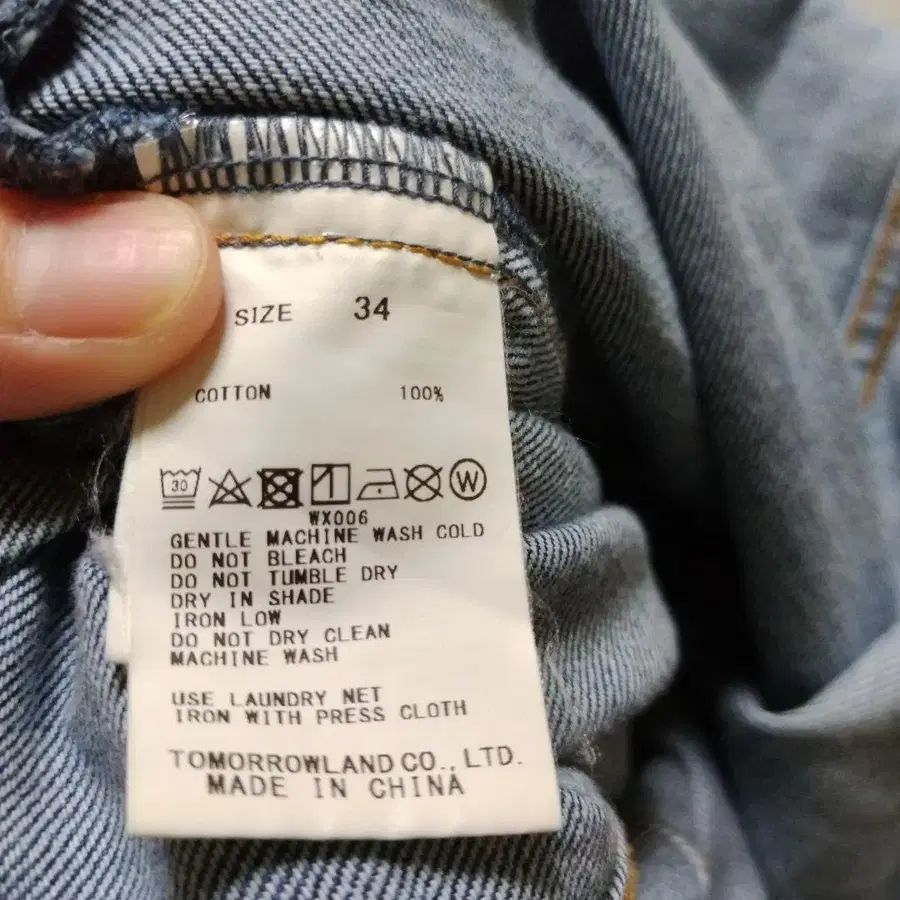 SIZE 34
COTTON 100%
30 W
WX006
GENTLE MACHINE WASH COLD
DO NOT BLEACH
DO NOT TUMBLE DRY
DRY IN SHADE
IRON LOW
DO NOT DRY CLEAN
MACHINE WASH
USE LAUNDRY NET
IRON WITH PRESS CLOTH
TOMORROWLAND CO., LTD.
MADE IN CHINA